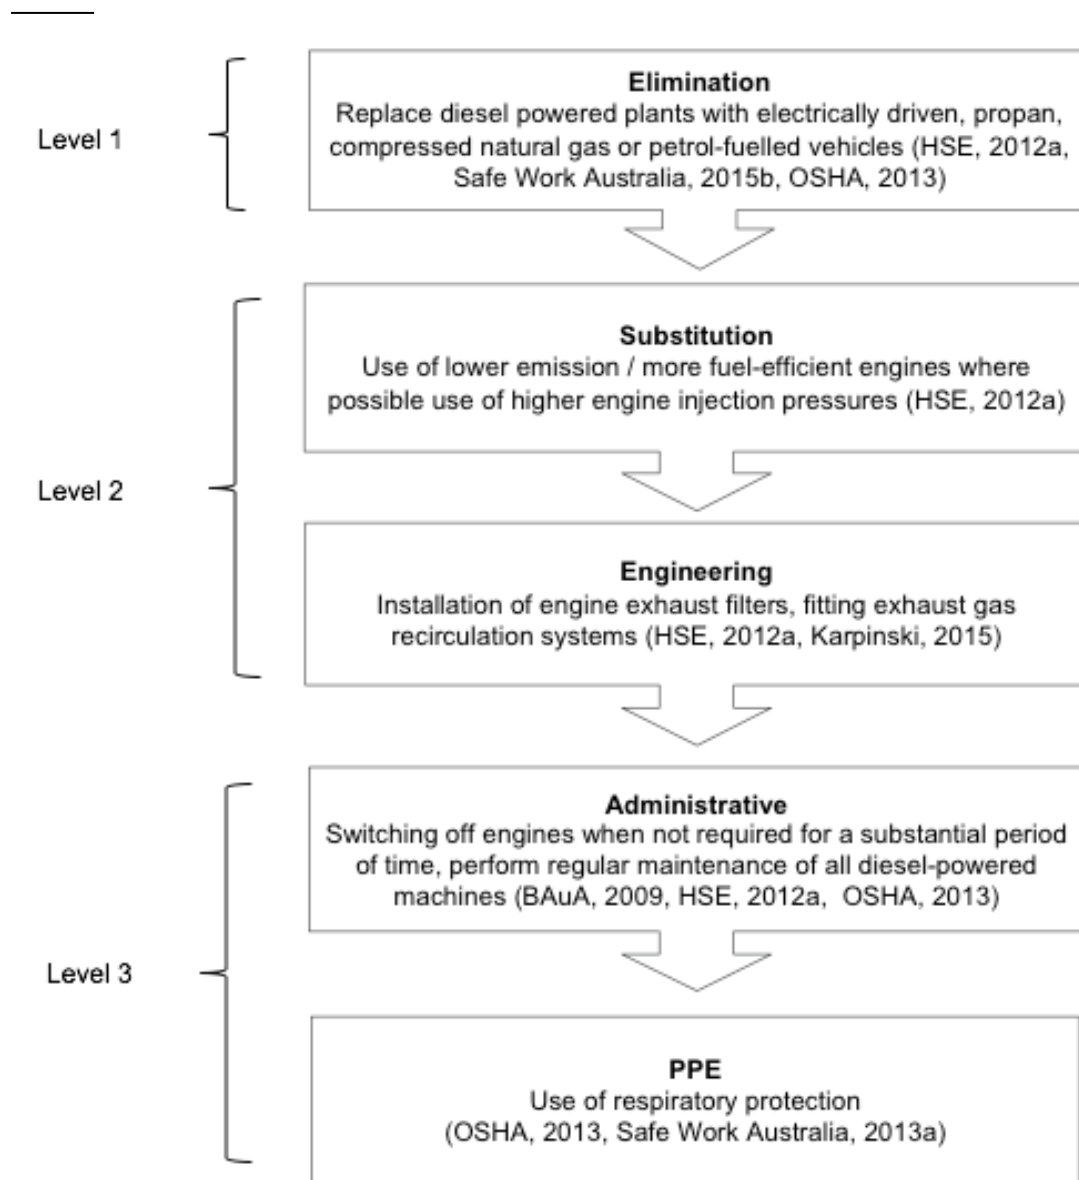 Elimination
Replace diesel powered plants with electrically driven, propan,
compressed natural gas or petrol-fuelled vehicles (HSE, 2012a,
Safe Work Australia, 2015b, OSHA, 2013)
Level 1
Substitution
Use of lower emission / more fuel-efficient engines where
possible use of higher engine injection pressures (HSE, 2012a)
Level 2
Engineering
Installation of engine exhaust filters, fitting exhaust gas
recirculation systems (HSE, 2012a, Karpinski, 2015)
Administrative
Switching off engines when not required for a substantial period
of time, perform regular maintenance of all diesel-powered
machines (BAuA, 2009, HSE, 2012a, OSHA, 2013)
Level 3
PPE
Use of respiratory protection
(OSHA, 2013, Safe Work Australia, 2013a)